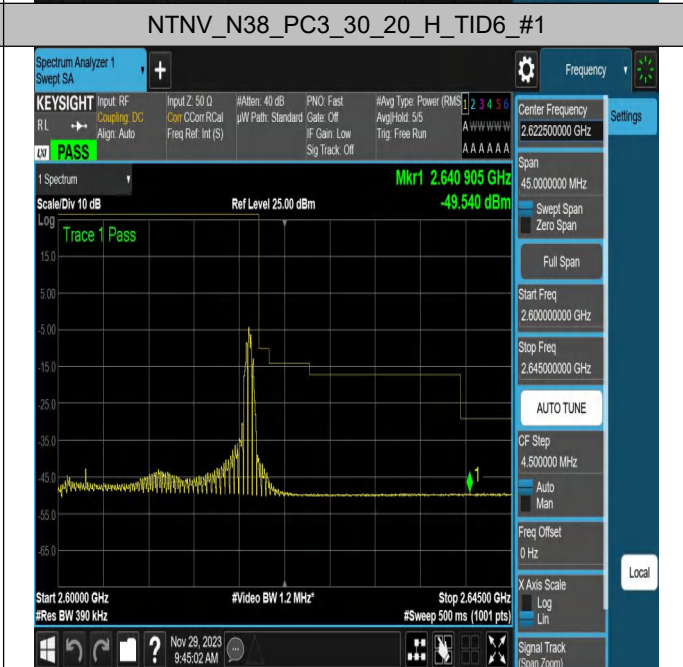 NTNV_N38_PC3_30_20_H_TID6_#1
Spectrum Analyzer 1
Swept SA
+
Frequency
KEYSIGHT Input: RF Input Z: 50 Ω #Atten: 40 dB PNO: Fast #Avg Type: Power (RMS 1 2 3 4 5 6
RL Coupling: DC Corr CCorr RCal µW Path: Standard Gate: Off Avg|Hold: 5/5 A W W W W W
Align: Auto Freq Ref: Int (S) IF Gain: Low Trig: Free Run
LXI PASS Sig Track: Off A A A A A A
1 Spectrum
Mkr1 2.640 905 GHz
Scale/Div 10 dB Ref Level 25.00 dBm -49.540 dBm
Log
Trace 1 Pass
15.0
5.00
-5.00
-15.0
-25.0
-35.0
-45.0
-55.0
-65.0
1
Start 2.60000 GHz #Video BW 1.2 MHz* Stop 2.64500 GHz
#Res BW 390 kHz #Sweep 500 ms (1001 pts)
Center Frequency
2.622500000 GHz
Settings
Span
45.0000000 MHz
Swept Span
Zero Span
Full Span
Start Freq
2.600000000 GHz
Stop Freq
2.645000000 GHz
AUTO TUNE
CF Step
4.500000 MHz
Auto
Man
Freq Offset
0 Hz
X Axis Scale
Log
Lin
Local
Signal Track
(Span Zoom)
? Nov 29, 2023
9:45:02 AM